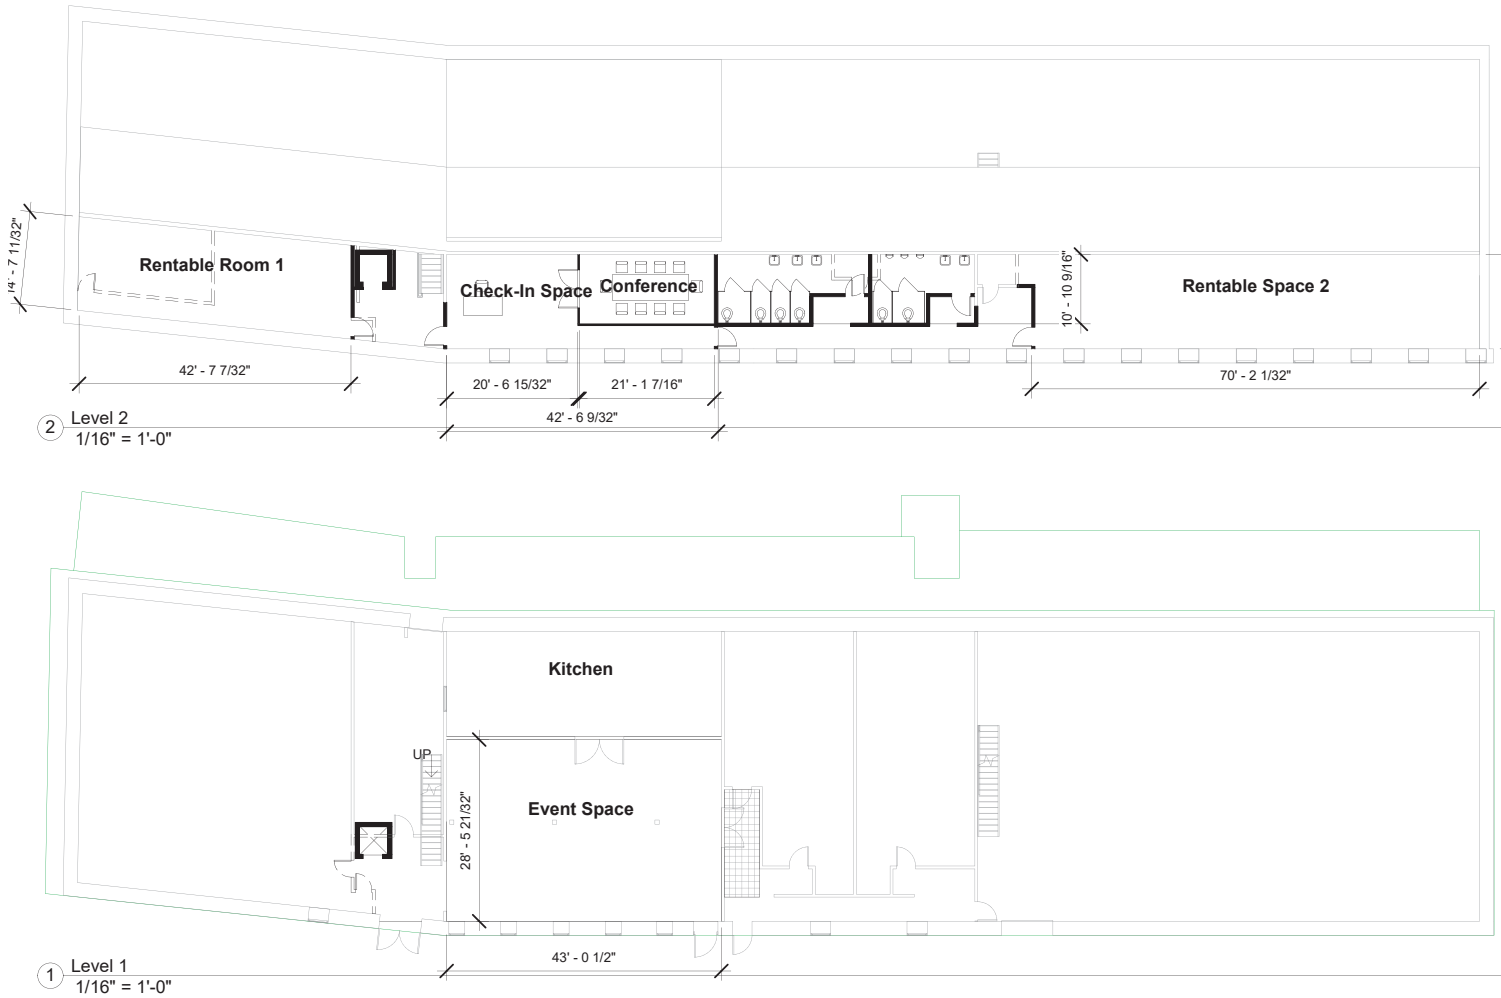 14' - 7 11/32"
Rentable Room 1
Check-In Space
Conference
10' - 10 9/16"
Rentable Space 2
42' - 7 7/32"
20' - 6 15/32"
21' - 1 7/16"
70' - 2 1/32"
42' - 6 9/32"
2
Level 2
1/16" = 1'-0"
Kitchen
UP
Event Space
28' - 5 21/32"
43' - 0 1/2"
1
Level 1
1/16" = 1'-0"